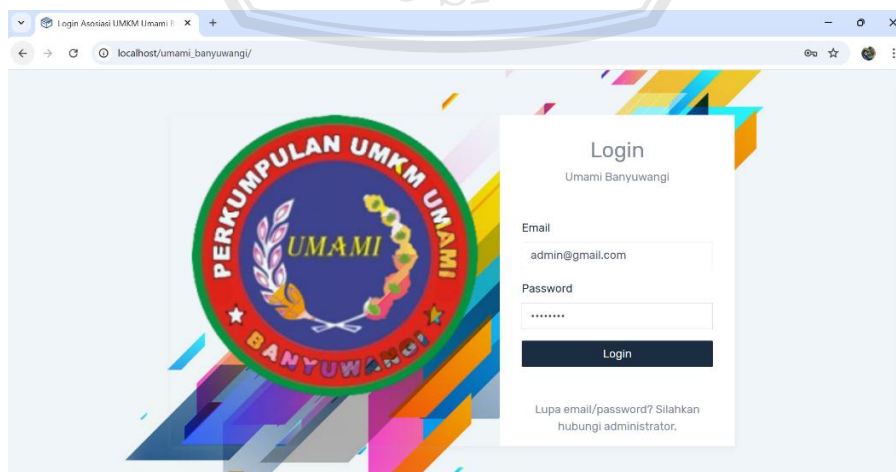 Login Asosiasi UMKM Umami B
localhost/umami_banyuwangi/
PERKUMPULAN UMKM UMAMI
UMAMI
BANYUWANGI
Login
Umami Banyuwangi
Email
admin@gmail.com
Password
••••••••
Login
Lupa email/password? Silahkan
hubungi administrator.